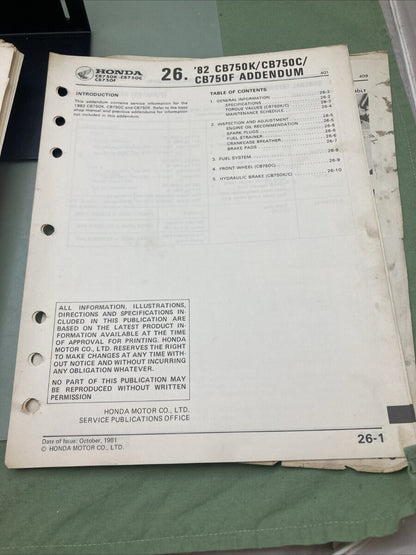 HONDA
CB750K·CB750C
CB750F
26. '82 CB750K/CB750C/
CB750F ADDENDUM
401
409
INTRODUCTION
This addendum contains service information for the
1982 CB750K, CB750C and CB750F. Refer to the base
shop manual and previous addendums for information
not included in this addendum.
TABLE OF CONTENTS
1. GENERAL INFORMATION 26-2
SPECIFICATIONS 26-2
TORQUE VALUES (CB750K/C) 26-3
MAINTENANCE SCHEDULE 26-4
2. INSPECTION AND ADJUSTMENT 26-5
ENGINE OIL RECOMMENDATION 26-5
SPARK PLUGS 26-5
FUEL STRAINER 26-6
CRANKCASE BREATHER 26-6
BRAKE PADS 26-7
3. FUEL SYSTEM 26-8
4. FRONT WHEEL (CB750C) 26-9
5. HYDRAULIC BRAKE (CB750K/C) 26-10
ALL INFORMATION, ILLUSTRATIONS,
DIRECTIONS AND SPECIFICATIONS IN-
CLUDED IN THIS PUBLICATION ARE
BASED ON THE LATEST PRODUCT IN-
FORMATION AVAILABLE AT THE TIME
OF APPROVAL FOR PRINTING. HONDA
MOTOR CO., LTD. RESERVES THE RIGHT
TO MAKE CHANGES AT ANY TIME WITH-
OUT NOTICE AND WITHOUT INCURRING
ANY OBLIGATION WHATEVER.
NO PART OF THIS PUBLICATION MAY
BE REPRODUCED WITHOUT WRITTEN
PERMISSION
HONDA MOTOR CO., LTD.
SERVICE PUBLICATIONS OFFICE
Date of Issue: October, 1981
© HONDA MOTOR CO., LTD.
26-1